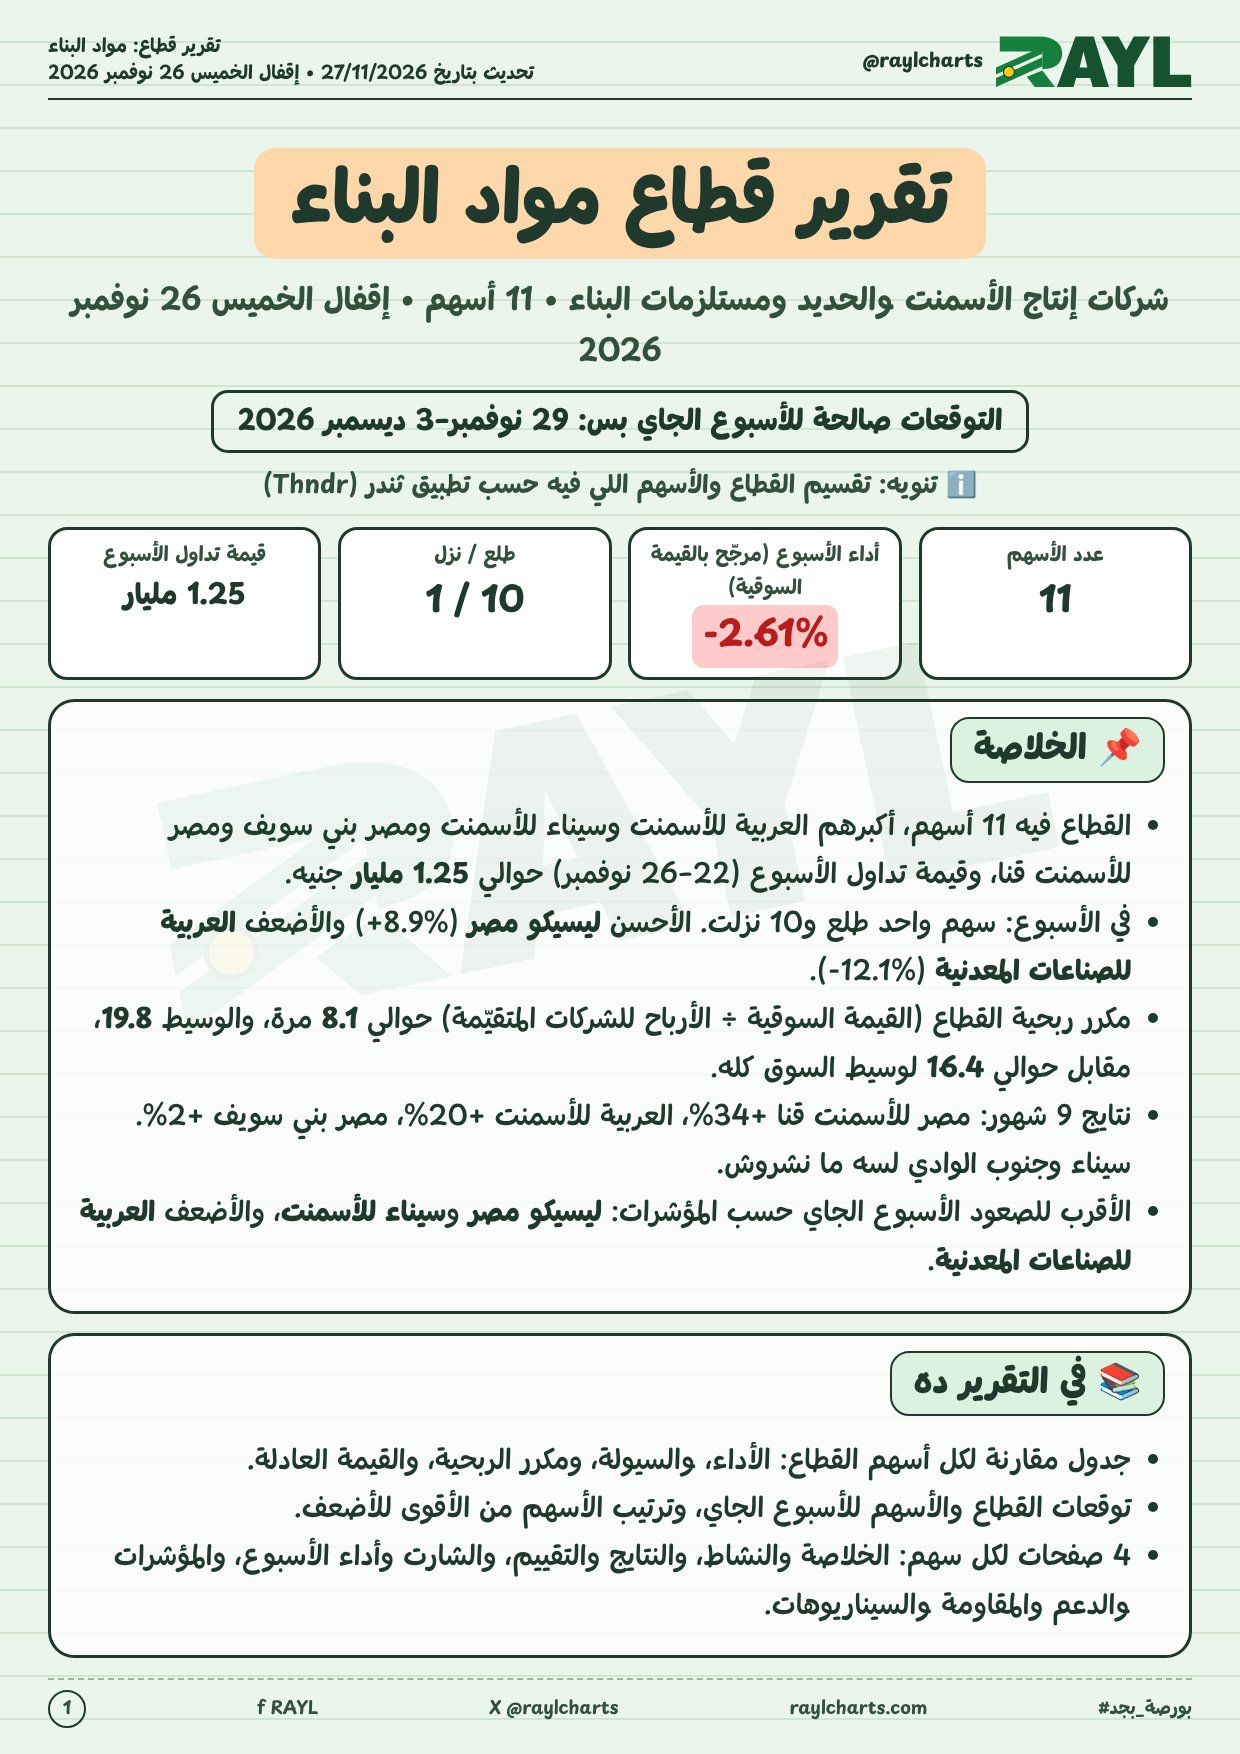 RAYL
@raylcharts
تقرير قطاع: مواد البناء
تحديث بتاريخ 27/11/2026 • إقفال الخميس 26 نوفمبر 2026
تقرير قطاع مواد البناء
شركات إنتاج الأسمنت والحديد ومستلزمات البناء • 11 أسهم • إقفال الخميس 26 نوفمبر
2026
التوقعات صالحة للأسبوع الجاي بس: 29 نوفمبر–3 ديسمبر 2026
ℹ️ تنويه: تقسيم القطاع والأسهم اللي فيه حسب تطبيق ثندر (Thndr)
عدد الأسهم
11
أداء الأسبوع (مرجّح بالقيمة
السوقية)
-2.61%
طلع / نزل
1 / 10
قيمة تداول الأسبوع
1.25 مليار
📌 الخلاصة
• القطاع فيه 11 أسهم، أكبرهم العربية للأسمنت وسيناء للأسمنت ومصر بني سويف ومصر
للأسمنت قنا، وقيمة تداول الأسبوع (22–26 نوفمبر) حوالي 1.25 مليار جنيه.
• في الأسبوع: سهم واحد طلع و10 نزلت. الأحسن ليسيكو مصر (+8.9%) والأضعف العربية
للصناعات المعدنية (-12.1%).
• مكرر ربحية القطاع (القيمة السوقية ÷ الأرباح للشركات المتقيّمة) حوالي 8.1 مرة، والوسيط 19.8،
مقابل حوالي 16.4 لوسيط السوق كله.
• نتايج 9 شهور: مصر للأسمنت قنا +34%، العربية للأسمنت +20%، مصر بني سويف +2%.
سيناء وجنوب الوادي لسه ما نشروش.
• الأقرب للصعود الأسبوع الجاي حسب المؤشرات: ليسيكو مصر وسيناء للأسمنت، والأضعف العربية
للصناعات المعدنية.
📚 في التقرير ده
• جدول مقارنة لكل أسهم القطاع: الأداء، والسيولة، ومكرر الربحية، والقيمة العادلة.
• توقعات القطاع والأسهم للأسبوع الجاي، وترتيب الأسهم من الأقوى للأضعف.
• 4 صفحات لكل سهم: الخلاصة والنشاط، والنتايج والتقييم، والشارت وأداء الأسبوع، والمؤشرات
والدعم والمقاومة والسيناريوهات.
#بورصة_بجد
raylcharts.com
X @raylcharts
f RAYL
1